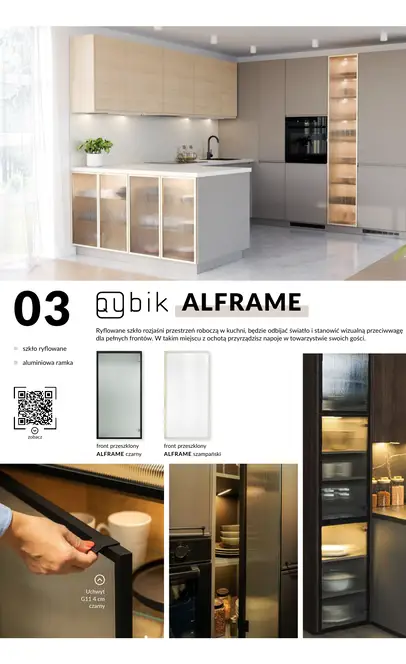 03
qubik ALFRAME
Ryflowane szkło rozjaśni przestrzeń roboczą w kuchni, będzie odbijać światło i stanowić wizualną przeciwwagę
dla pełnych frontów. W takim miejscu z ochotą przyrządzisz napoje w towarzystwie swoich gości.
szkło ryflowane
aluminiowa ramka
zobacz
front przeszklony
ALFRAME czarny
front przeszklony
ALFRAME szampański
Uchwyt
G11 4 cm
czarny